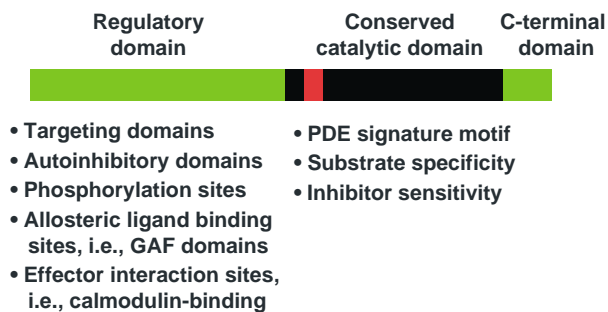 Regulatory
domain
Conserved
catalytic domain
C-terminal
domain
• Targeting domains
• Autoinhibitory domains
• Phosphorylation sites
• Allosteric ligand binding
sites, i.e., GAF domains
• Effector interaction sites,
i.e., calmodulin-binding
• PDE signature motif
• Substrate specificity
• Inhibitor sensitivity